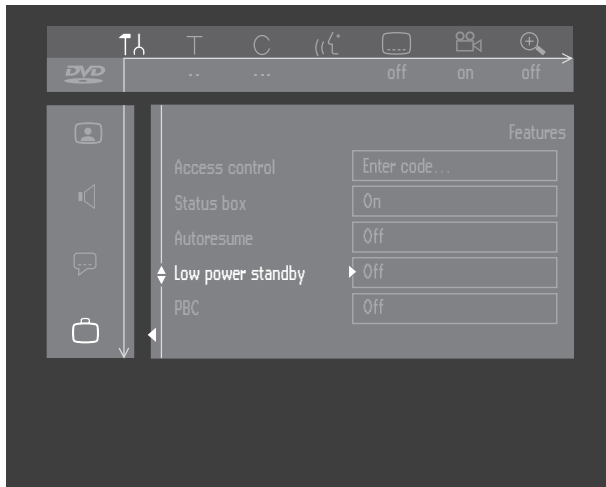 T C
DVD -- --- off on off
Features
Access control Enter code...
Status box On
Autoresume Off
Low power standby Off
PBC Off